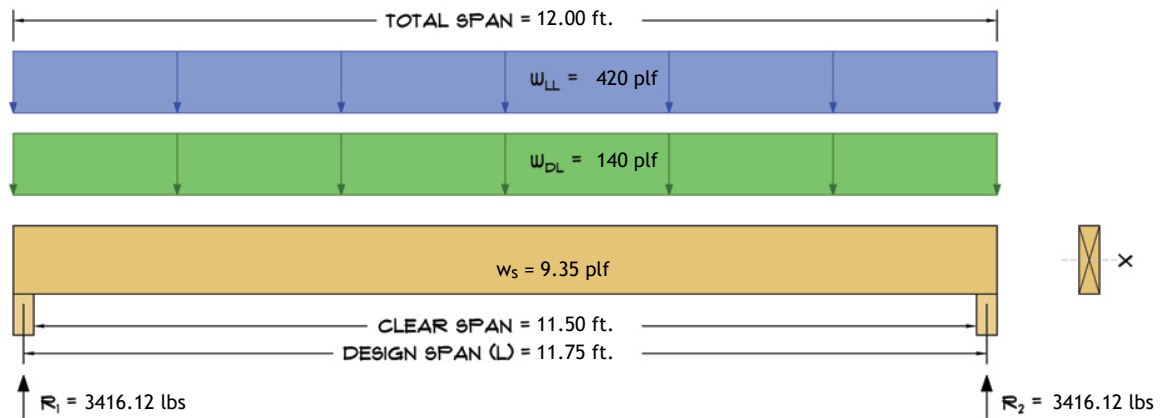 TOTAL SPAN = 12.00 ft.
wLL = 420 plf
wDL = 140 plf
ws = 9.35 plf
X
CLEAR SPAN = 11.50 ft.
DESIGN SPAN (L) = 11.75 ft.
R1 = 3416.12 lbs
R2 = 3416.12 lbs